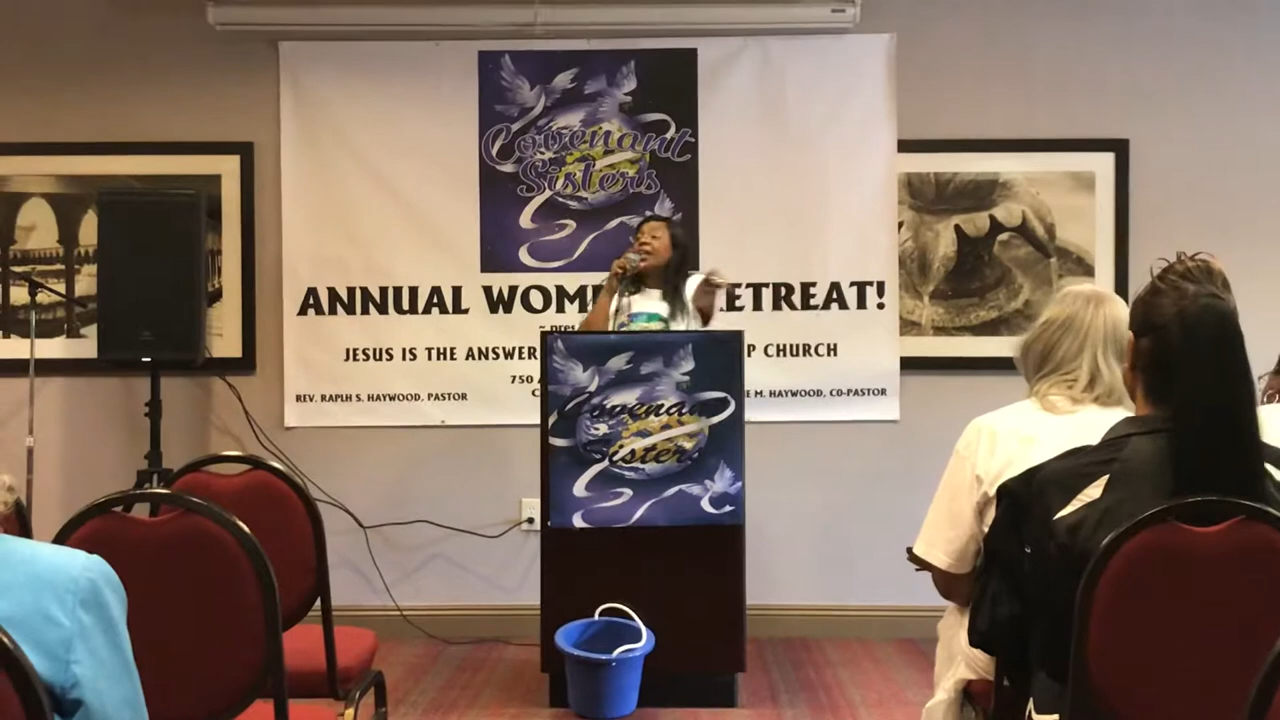 Covenant
Sisters
ANNUAL WOM ETREAT!
JESUS IS THE ANSWER P CHURCH
750
REV. RAPLH S. HAYWOOD, PASTOR E M. HAYWOOD, CO-PASTOR
Covenant
Sisters